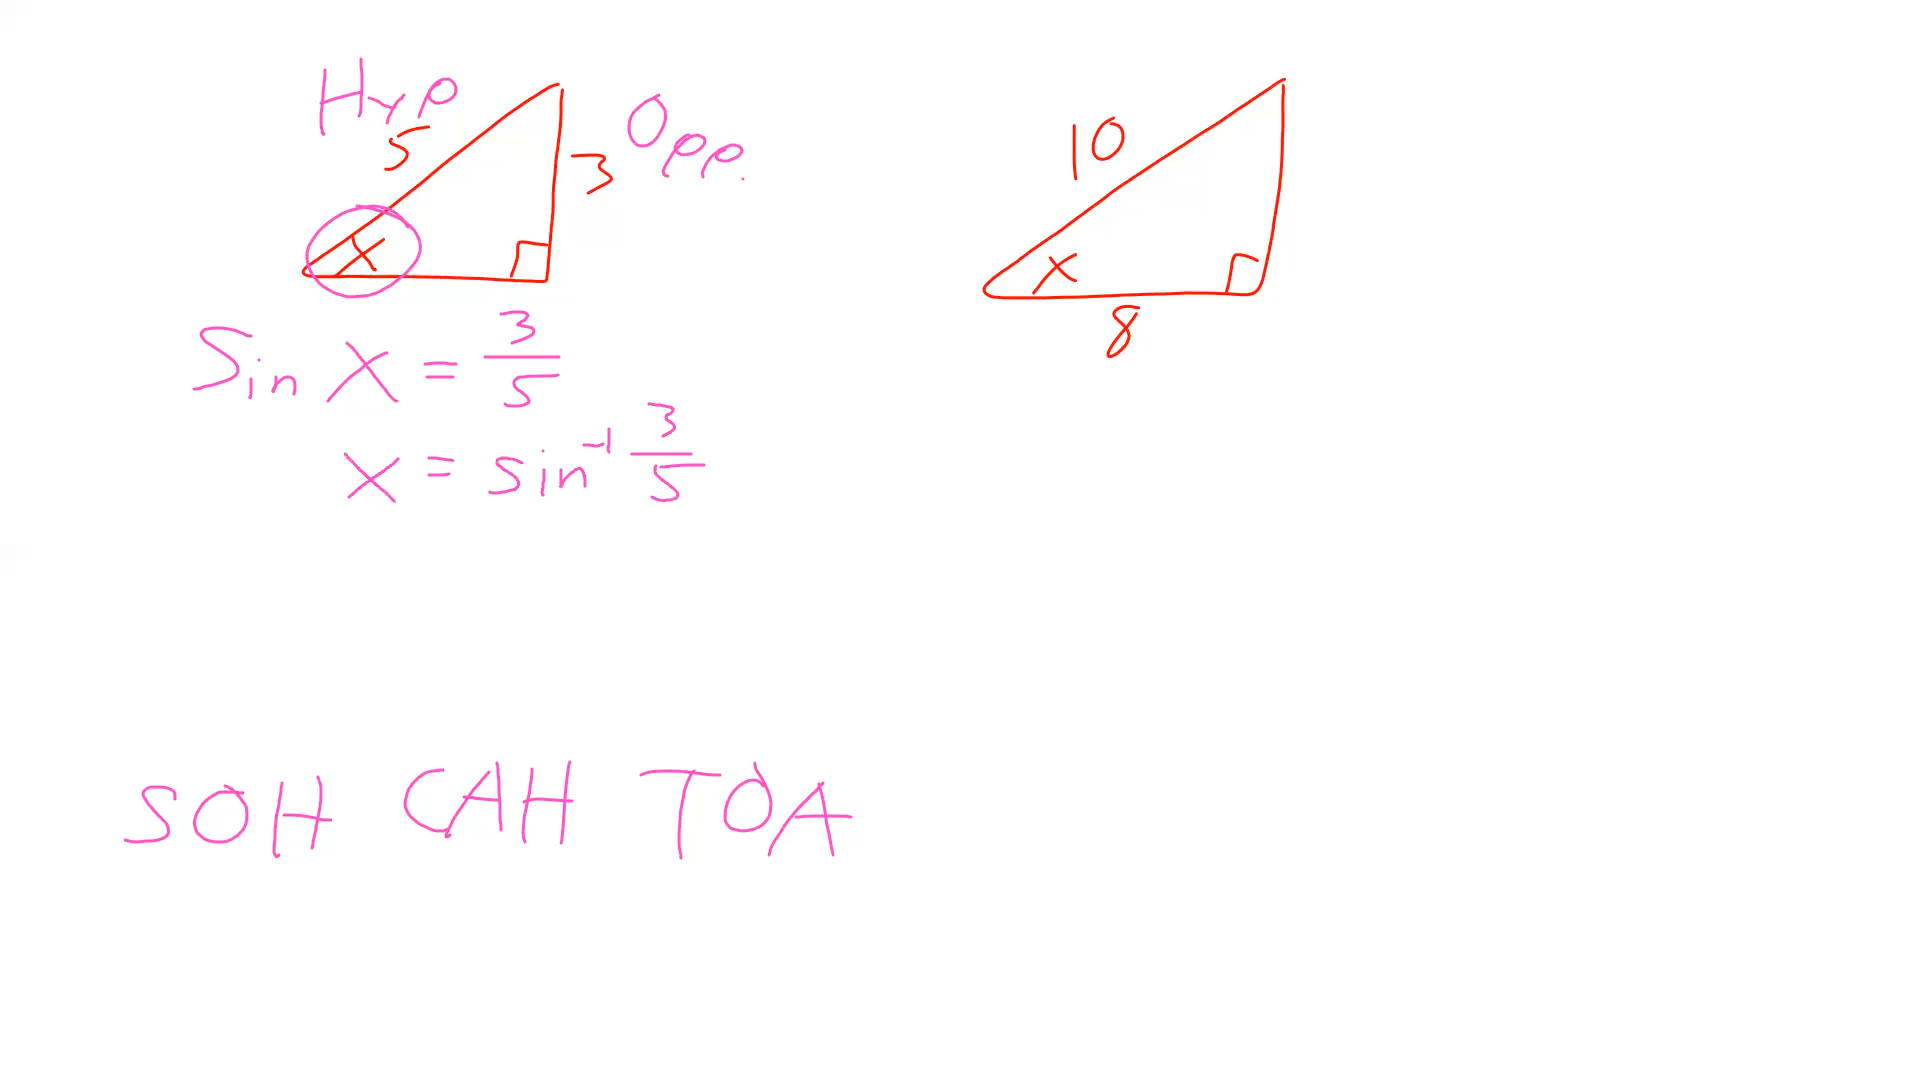 Hyp
5
3 Opp.
x
Sin x = 3/5
x = sin⁻¹ 3/5
10
x
8
SOH CAH TOA